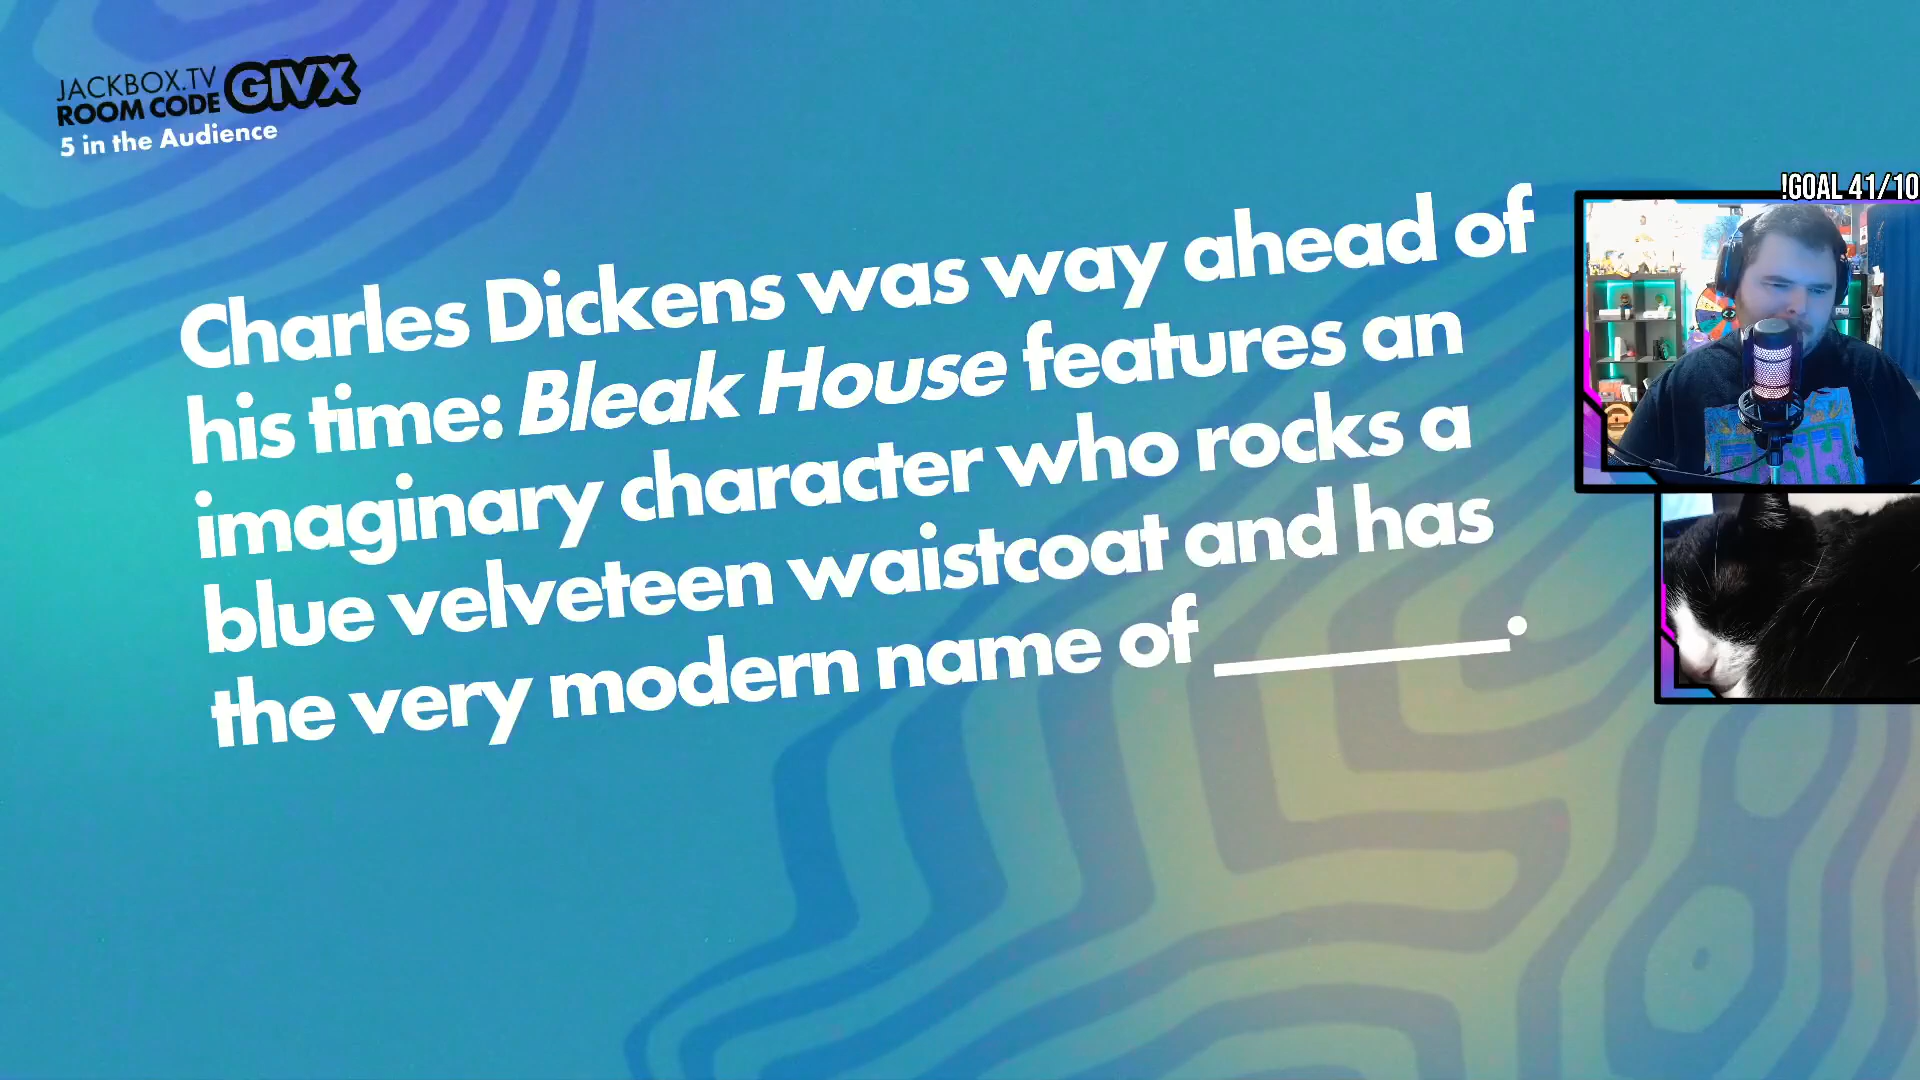 JACKBOX.TV
ROOM CODE GIVX
5 in the Audience
!GOAL 41/10
Charles Dickens was way ahead of
his time: Bleak House features an
imaginary character who rocks a
blue velveteen waistcoat and has
the very modern name of ______.